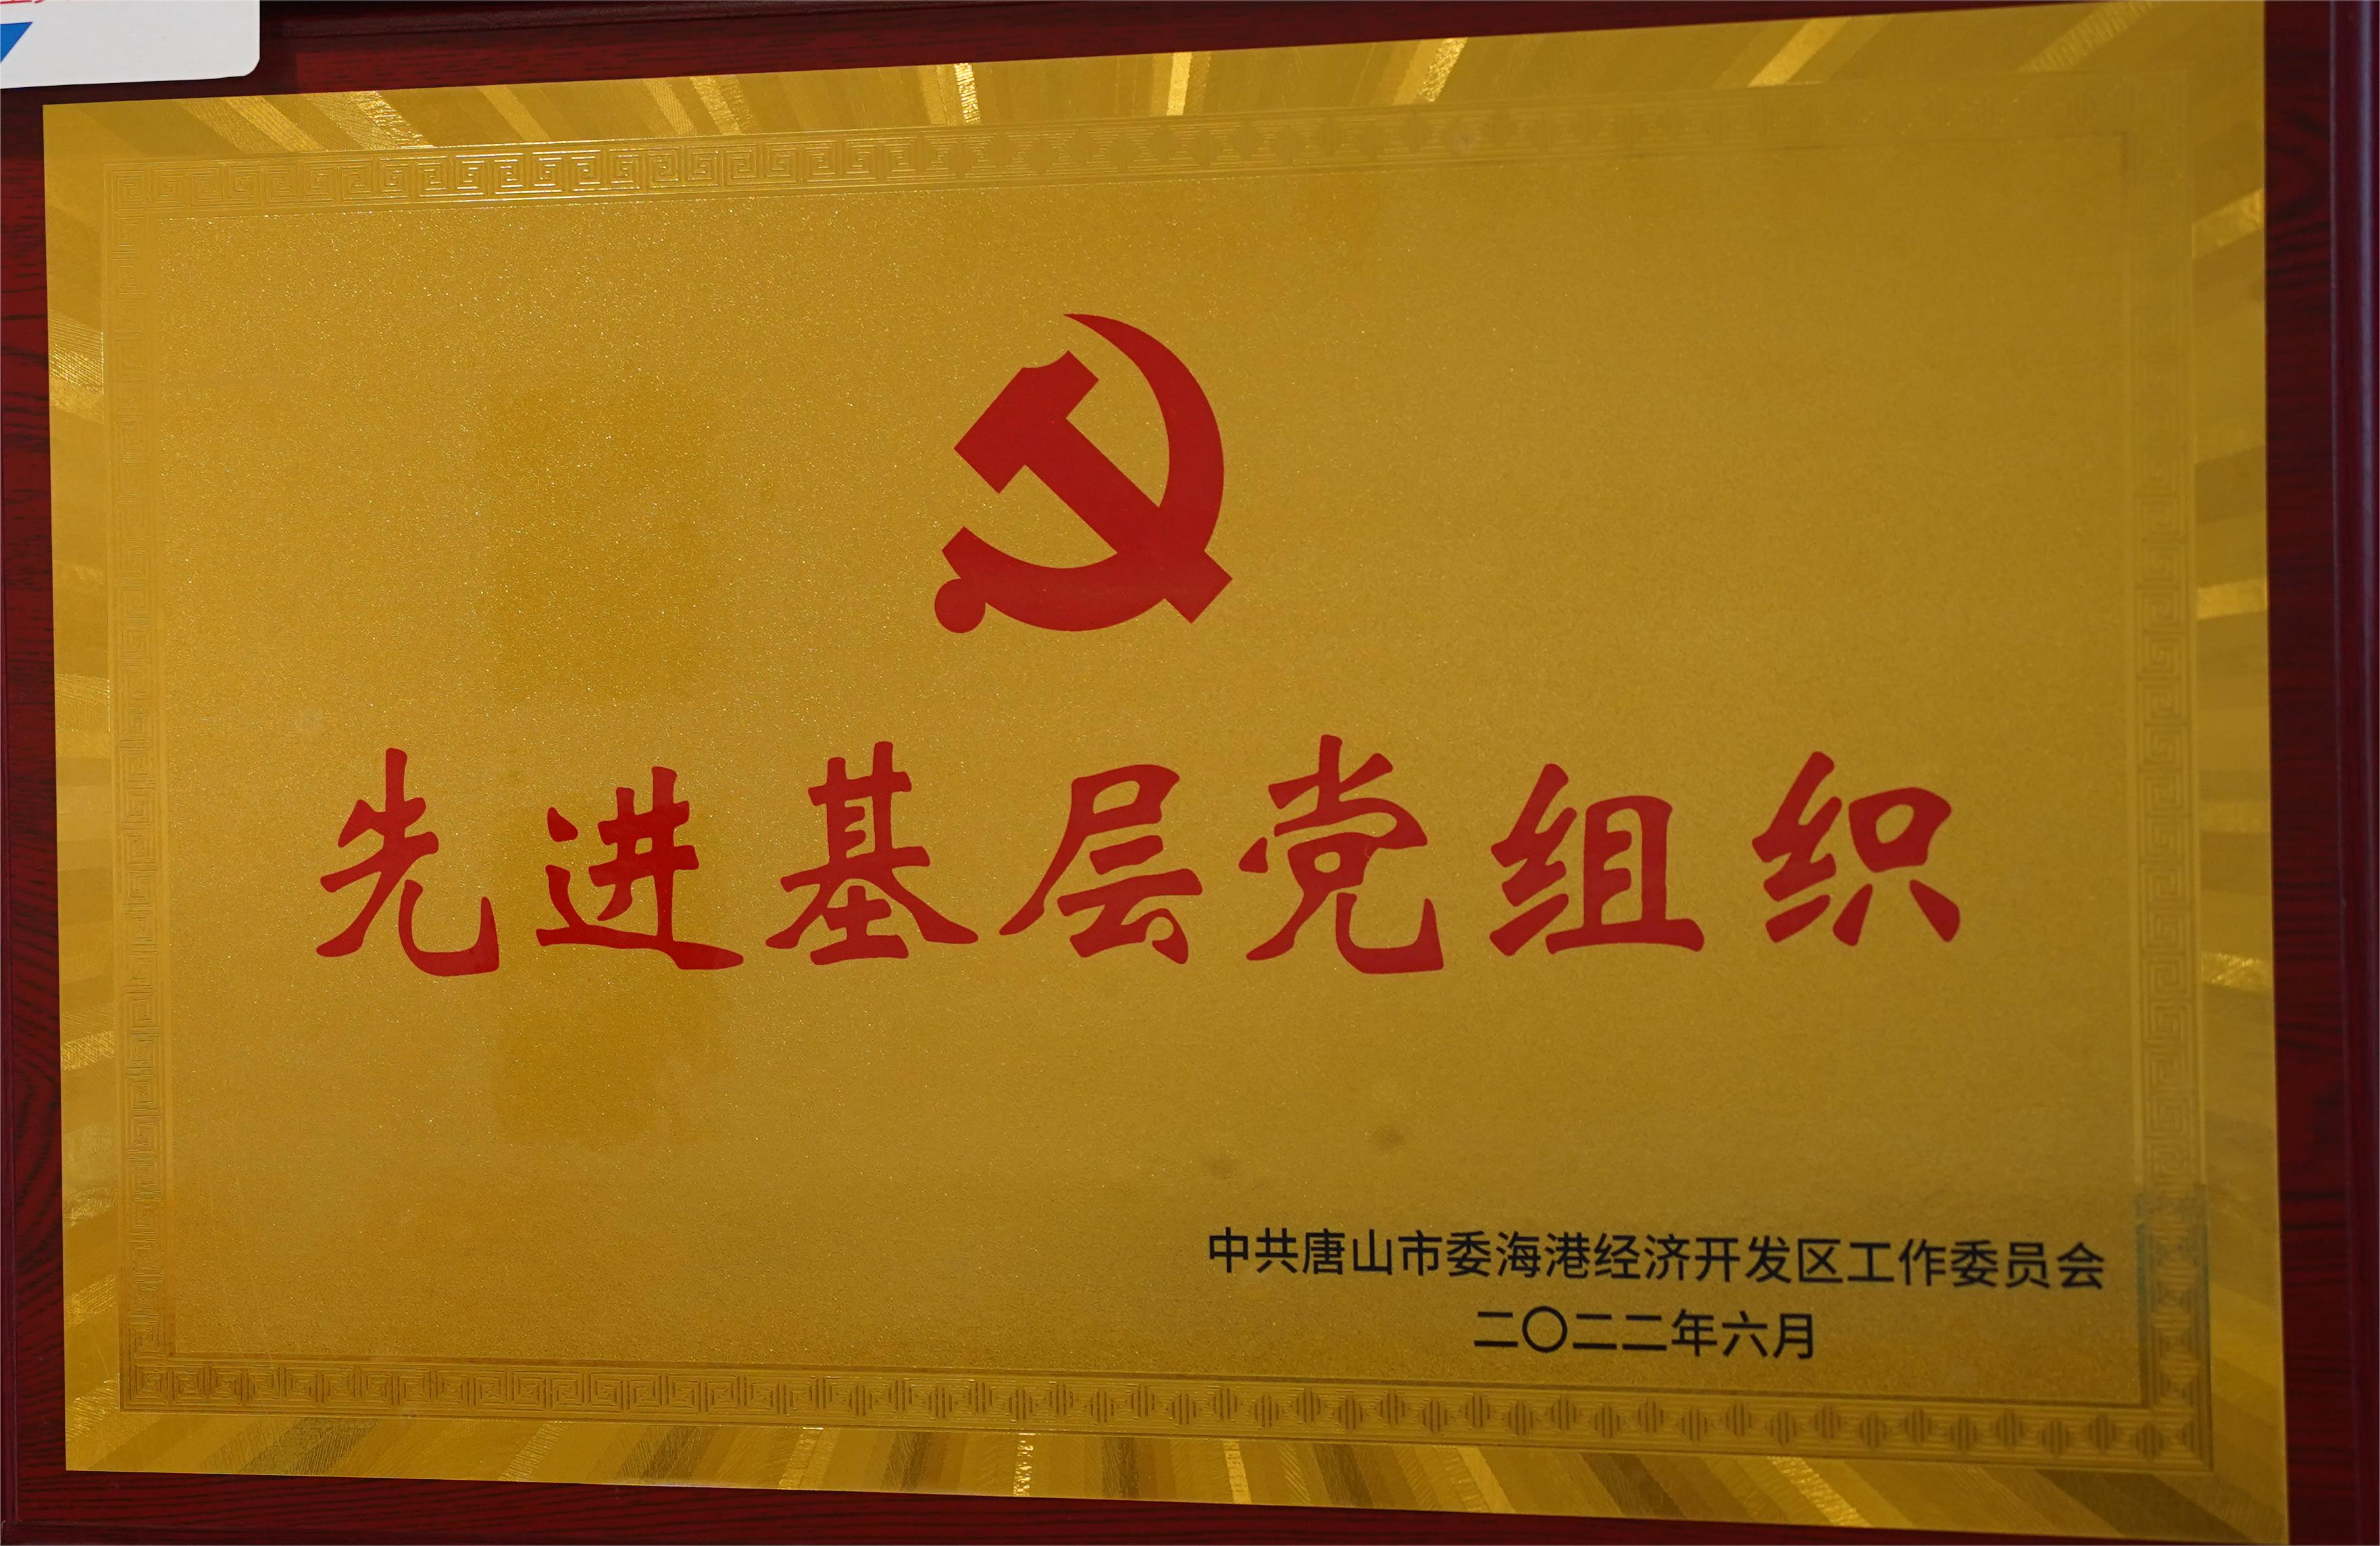 先进基层党组织
中共唐山市委海港经济开发区工作委员会
二〇二二年六月